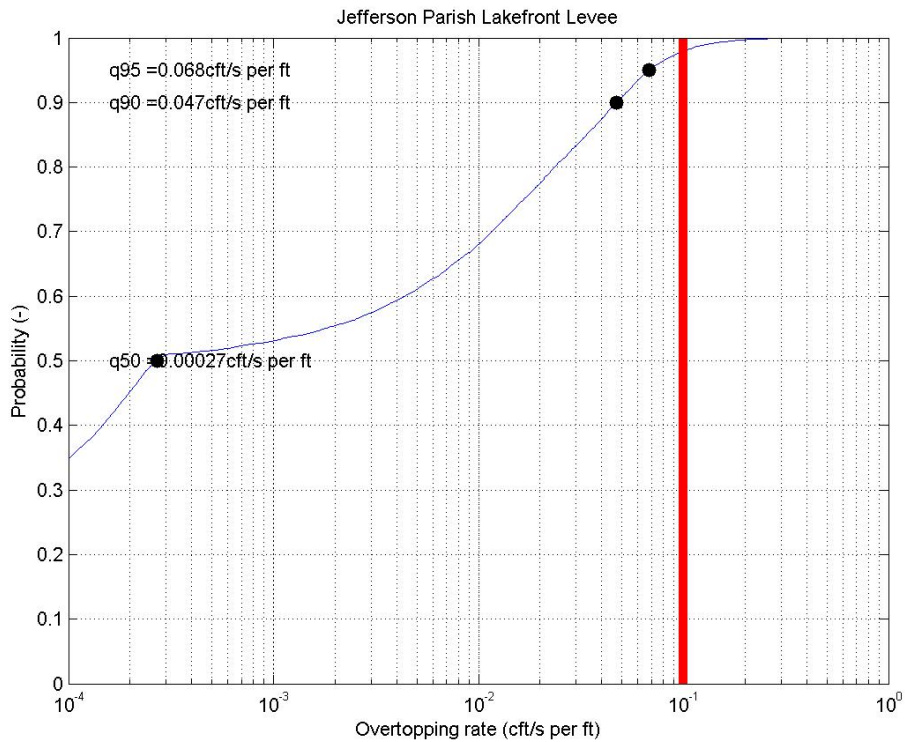 Jefferson Parish Lakefront Levee
1
q95 =0.068cft/s per ft
0.9
q90 =0.047cft/s per ft
0.8
0.7
0.6
0.5
q50 =0.00027cft/s per ft
0.4
0.3
0.2
0.1
0
Probability (-)
10^-4
10^-3
10^-2
10^-1
10^0
Overtopping rate (cft/s per ft)